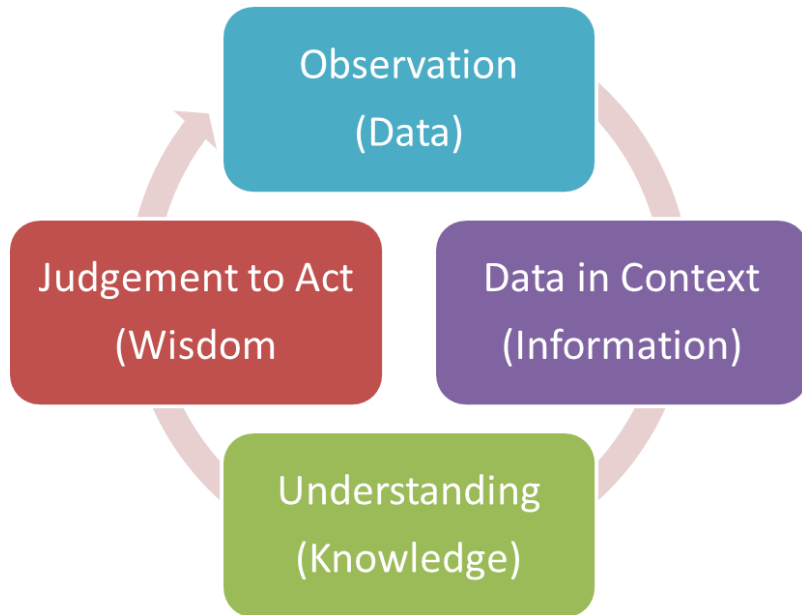 Observation
(Data)
Data in Context
(Information)
Understanding
(Knowledge)
Judgement to Act
(Wisdom